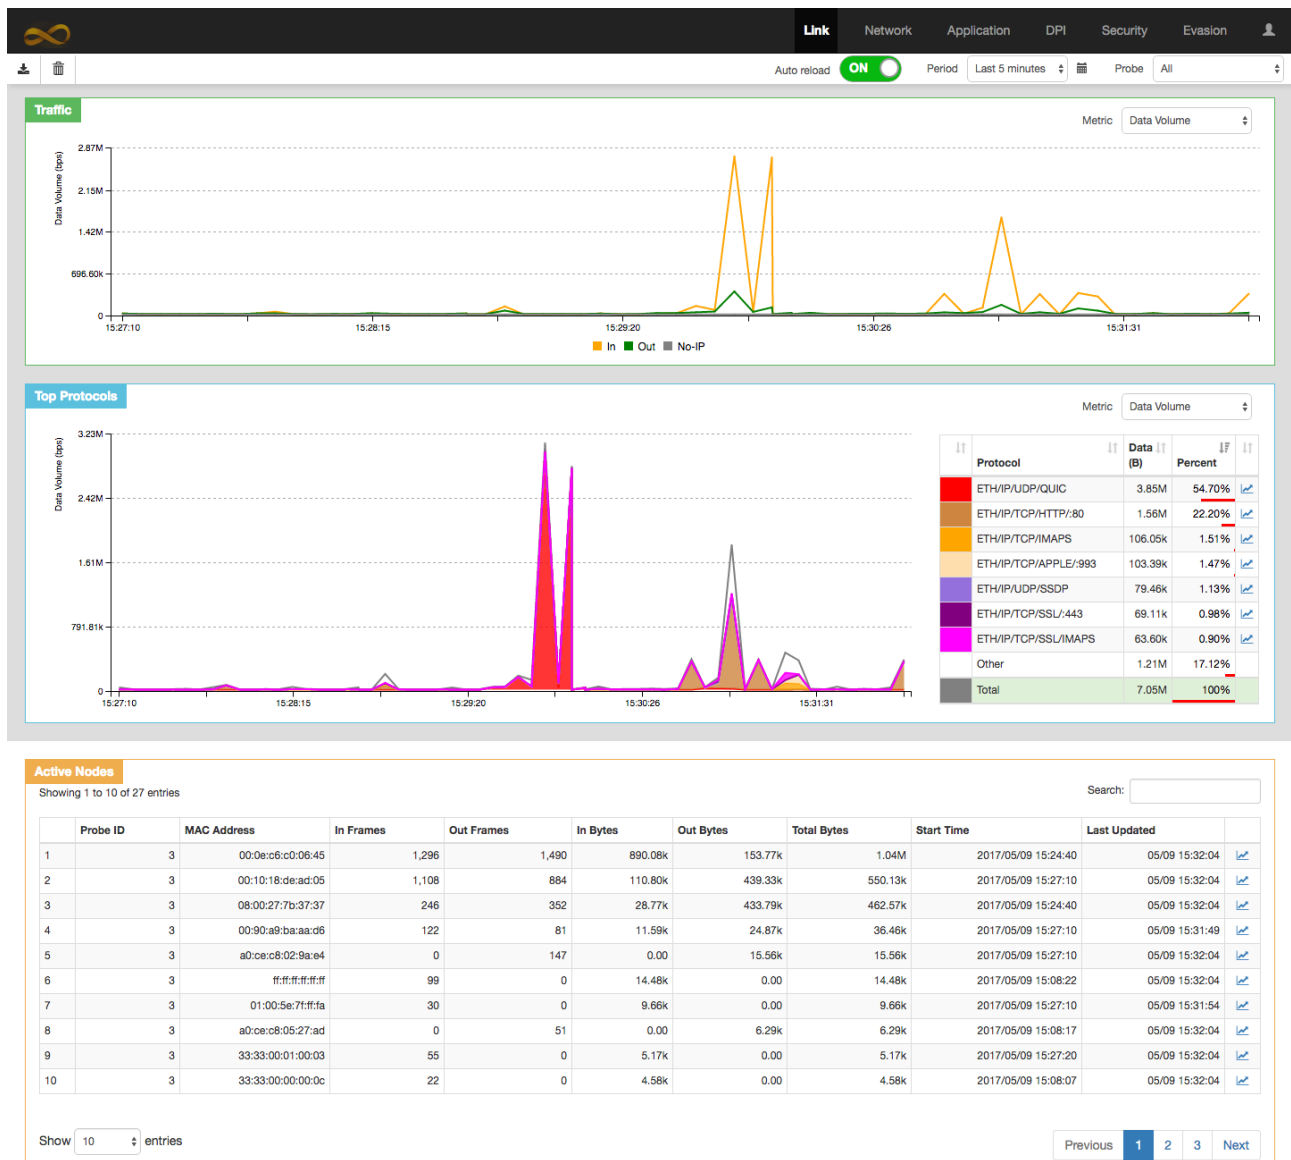 Link Network Application DPI Security Evasion
Auto reload ON Period Last 5 minutes Probe All
Traffic
Metric Data Volume
Data Volume (bps)
2.87M
2.15M
1.42M
696.60k
0
15:27:10 15:28:15 15:29:20 15:30:26 15:31:31
In Out No-IP
Top Protocols
Metric Data Volume
Data Volume (bps)
3.23M
2.42M
1.61M
791.81k
0
15:27:10 15:28:15 15:29:20 15:30:26 15:31:31
Protocol Data (B) Percent
ETH/IP/UDP/QUIC 3.85M 54.70%
ETH/IP/TCP/HTTP/:80 1.56M 22.20%
ETH/IP/TCP/IMAPS 106.05k 1.51%
ETH/IP/TCP/APPLE/:993 103.39k 1.47%
ETH/IP/UDP/SSDP 79.46k 1.13%
ETH/IP/TCP/SSL/:443 69.11k 0.98%
ETH/IP/TCP/SSL/IMAPS 63.60k 0.90%
Other 1.21M 17.12%
Total 7.05M 100%
Active Nodes
Showing 1 to 10 of 27 entries
Search:
Probe ID MAC Address In Frames Out Frames In Bytes Out Bytes Total Bytes Start Time Last Updated
1 3 00:0e:c6:c0:06:45 1,296 1,490 890.08k 153.77k 1.04M 2017/05/09 15:24:40 05/09 15:32:04
2 3 00:10:18:de:ad:05 1,108 884 110.80k 439.33k 550.13k 2017/05/09 15:27:10 05/09 15:32:04
3 3 08:00:27:7b:37:37 246 352 28.77k 433.79k 462.57k 2017/05/09 15:24:40 05/09 15:32:04
4 3 00:90:a9:ba:aa:d6 122 81 11.59k 24.87k 36.46k 2017/05/09 15:27:10 05/09 15:31:49
5 3 a0:ce:c8:02:9a:e4 0 147 0.00 15.56k 15.56k 2017/05/09 15:27:10 05/09 15:32:04
6 3 ff:ff:ff:ff:ff:ff 99 0 14.48k 0.00 14.48k 2017/05/09 15:08:22 05/09 15:32:04
7 3 01:00:5e:7f:ff:fa 30 0 9.66k 0.00 9.66k 2017/05/09 15:27:10 05/09 15:31:54
8 3 a0:ce:c8:05:27:ad 0 51 0.00 6.29k 6.29k 2017/05/09 15:08:17 05/09 15:32:04
9 3 33:33:00:01:00:03 55 0 5.17k 0.00 5.17k 2017/05/09 15:27:20 05/09 15:32:04
10 3 33:33:00:00:00:0c 22 0 4.58k 0.00 4.58k 2017/05/09 15:08:07 05/09 15:32:04
Show 10 entries
Previous 1 2 3 Next